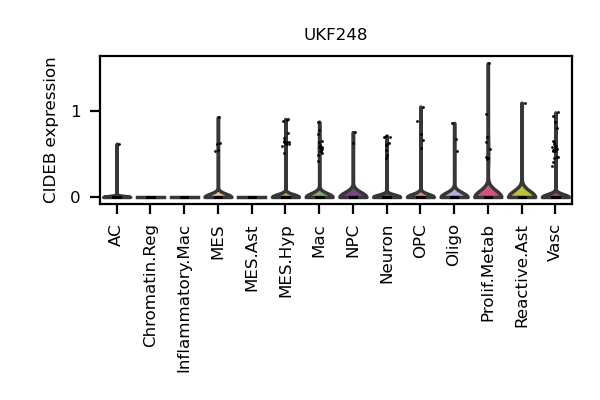 UKF248
CIDEB expression
1
0
AC
Chromatin.Reg
Inflammatory.Mac
MES
MES.Ast
MES.Hyp
Mac
NPC
Neuron
OPC
Oligo
Prolif.Metab
Reactive.Ast
Vasc